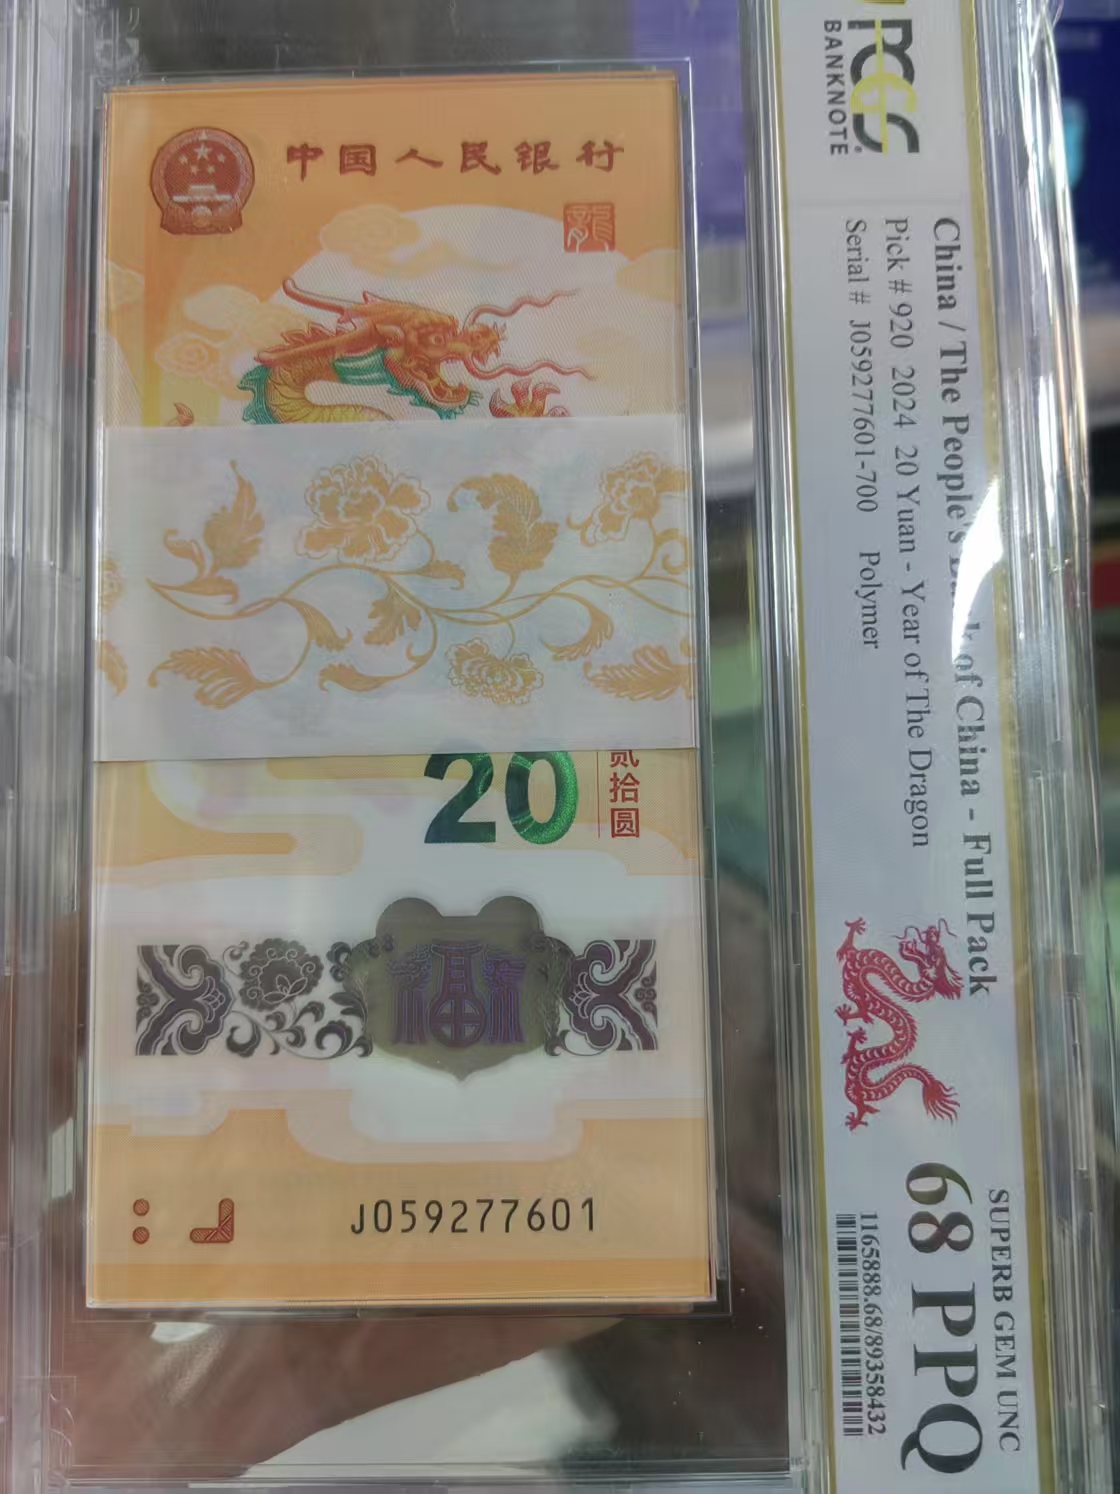 中国人民银行
龍
20
贰拾圆
福
J059277601
PCGS
BANKNOTE
China / The People's Bank of China - Full Pack
Pick # 920 2024 20 Yuan - Year of The Dragon
Serial # J059277601-700 Polymer
SUPERB GEM UNC
68 PPQ
1165888.68/89358432